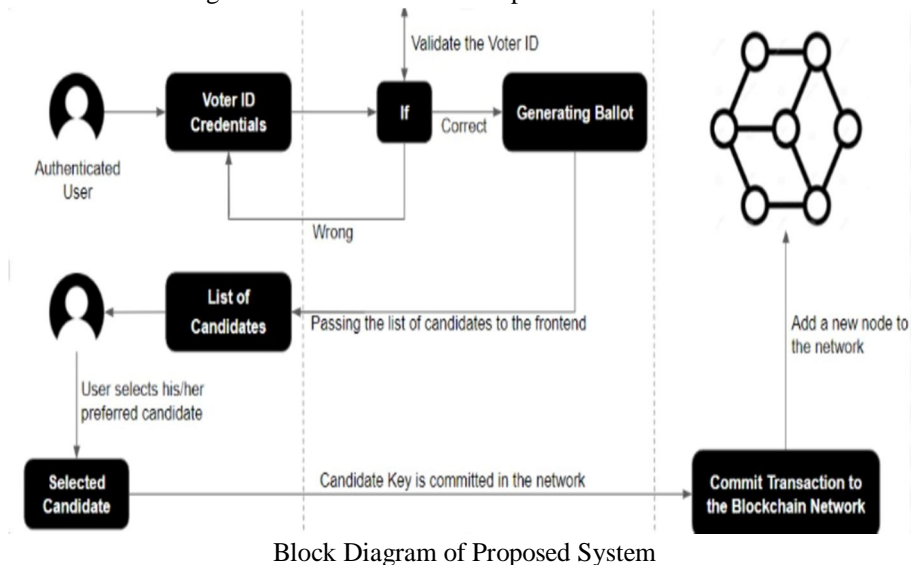 Validate the Voter ID
Voter ID
Credentials
If
Correct
Generating Ballot
Authenticated
User
Wrong
List of
Candidates
Passing the list of candidates to the frontend
Add a new node to
the network
User selects his/her
preferred candidate
Selected
Candidate
Candidate Key is committed in the network
Commit Transaction to
the Blockchain Network
Block Diagram of Proposed System